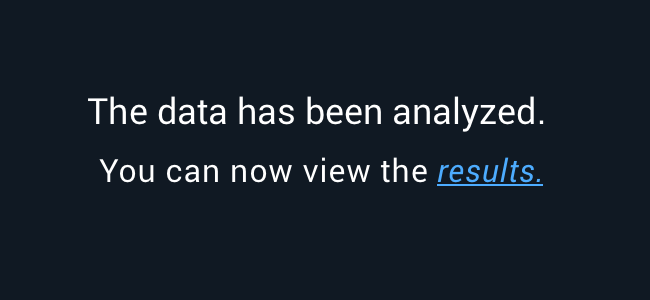 The data has been analyzed.
You can now view the results.